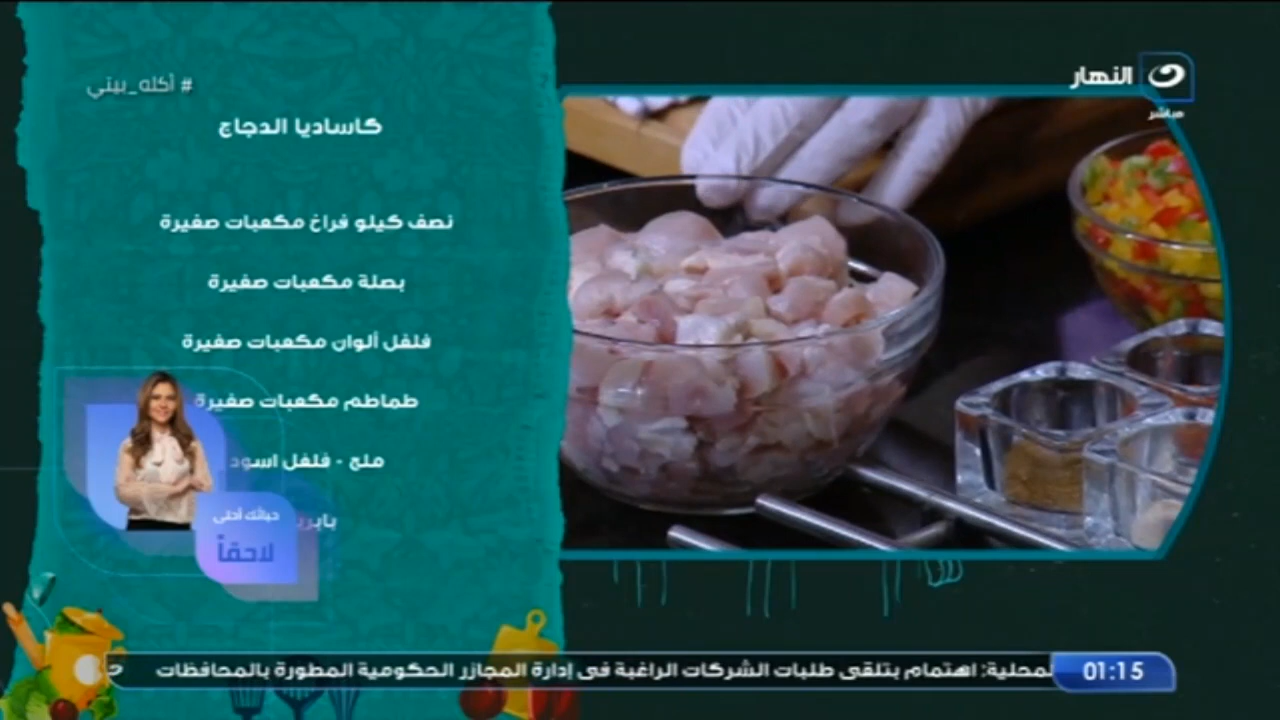 # أكله_بيتي
كاساديا الدجاج
نصف كيلو فراخ مكعبات صغيرة
بصلة مكعبات صغيرة
فلفل ألوان مكعبات صغيرة
طماطم مكعبات صغيرة
ملح - فلفل اسود
حياتك أحلى
لاحقاً
النهار
مباشر
المحلية: اهتمام بتلقى طلبات الشركات الراغبة فى إدارة المجازر الحكومية المطورة بالمحافظات
01:15